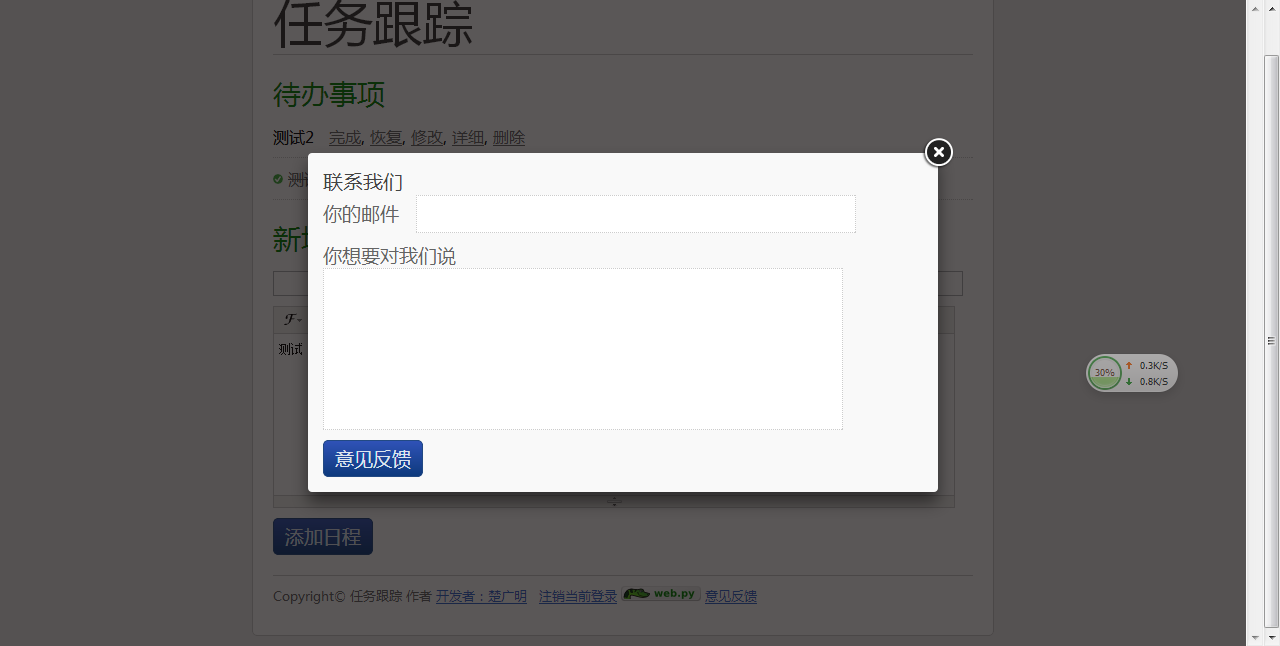 任务跟踪
待办事项
测试2 完成, 恢复, 修改, 详细, 删除
联系我们
你的邮件
你想要对我们说
测试
意见反馈
30% 0.3K/S
0.8K/S
添加日程
Copyright© 任务跟踪 作者 开发者：楚广明 注销当前登录 web.py 意见反馈